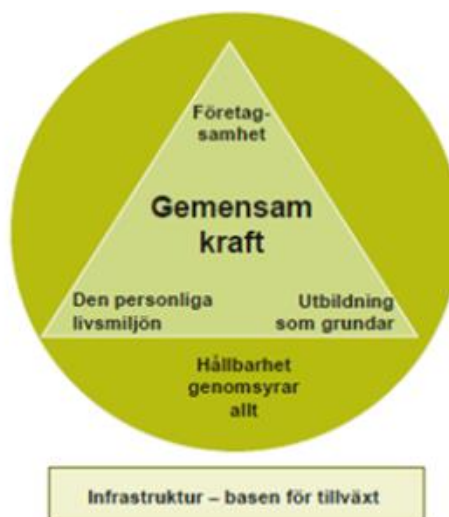 Företag-
samhet
Gemensam
kraft
Den personliga
livsmiljön
Utbildning
som grundar
Hållbarhet
genomsyrar
allt
Infrastruktur – basen för tillväxt